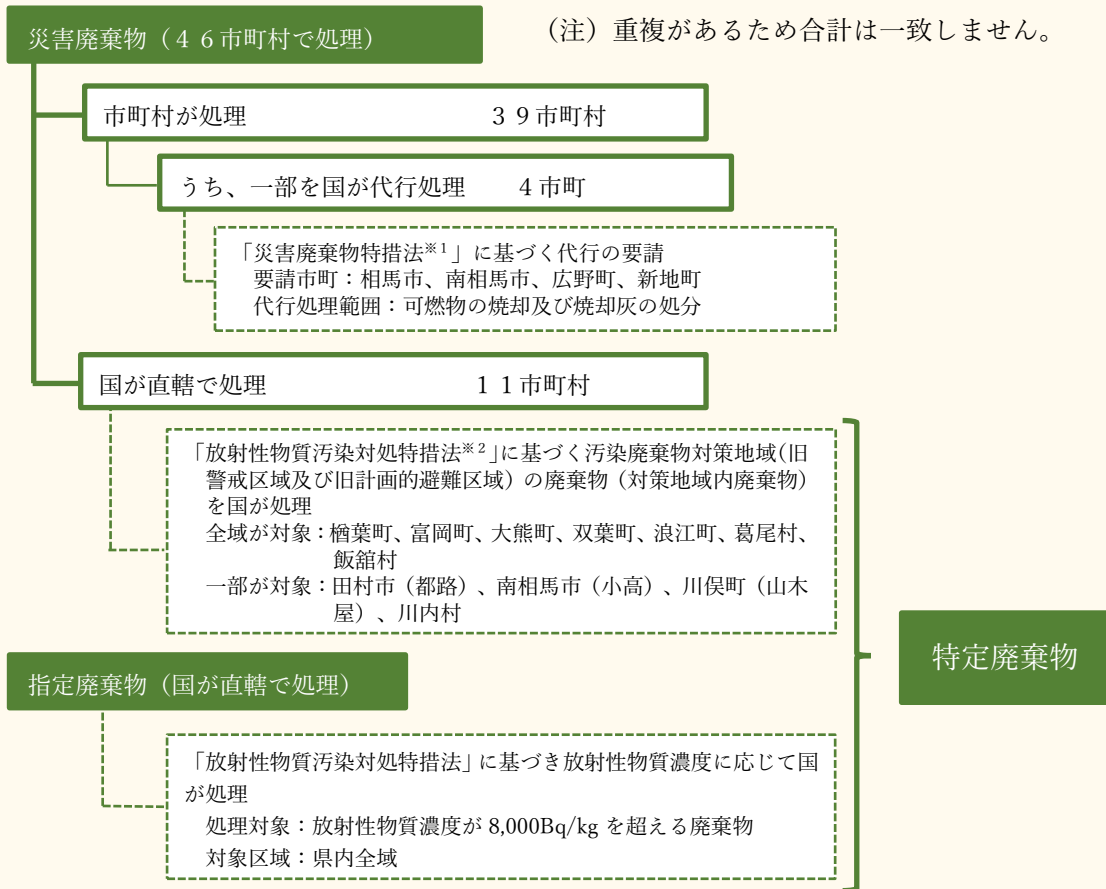 災害廃棄物（４６市町村で処理）
（注）重複があるため合計は一致しません。
市町村が処理　３９市町村
うち、一部を国が代行処理　４市町
「災害廃棄物特措法※1」に基づく代行の要請
要請市町：相馬市、南相馬市、広野町、新地町
代行処理範囲：可燃物の焼却及び焼却灰の処分
国が直轄で処理　１１市町村
「放射性物質汚染対処特措法※2」に基づく汚染廃棄物対策地域（旧
警戒区域及び旧計画的避難区域）の廃棄物（対策地域内廃棄物）
を国が処理
全域が対象：楢葉町、富岡町、大熊町、双葉町、浪江町、葛尾村、
飯舘村
一部が対象：田村市（都路）、南相馬市（小高）、川俣町（山木
屋）、川内村
特定廃棄物
指定廃棄物（国が直轄で処理）
「放射性物質汚染対処特措法」に基づき放射性物質濃度に応じて国
が処理
処理対象：放射性物質濃度が 8,000Bq/kg を超える廃棄物
対象区域：県内全域